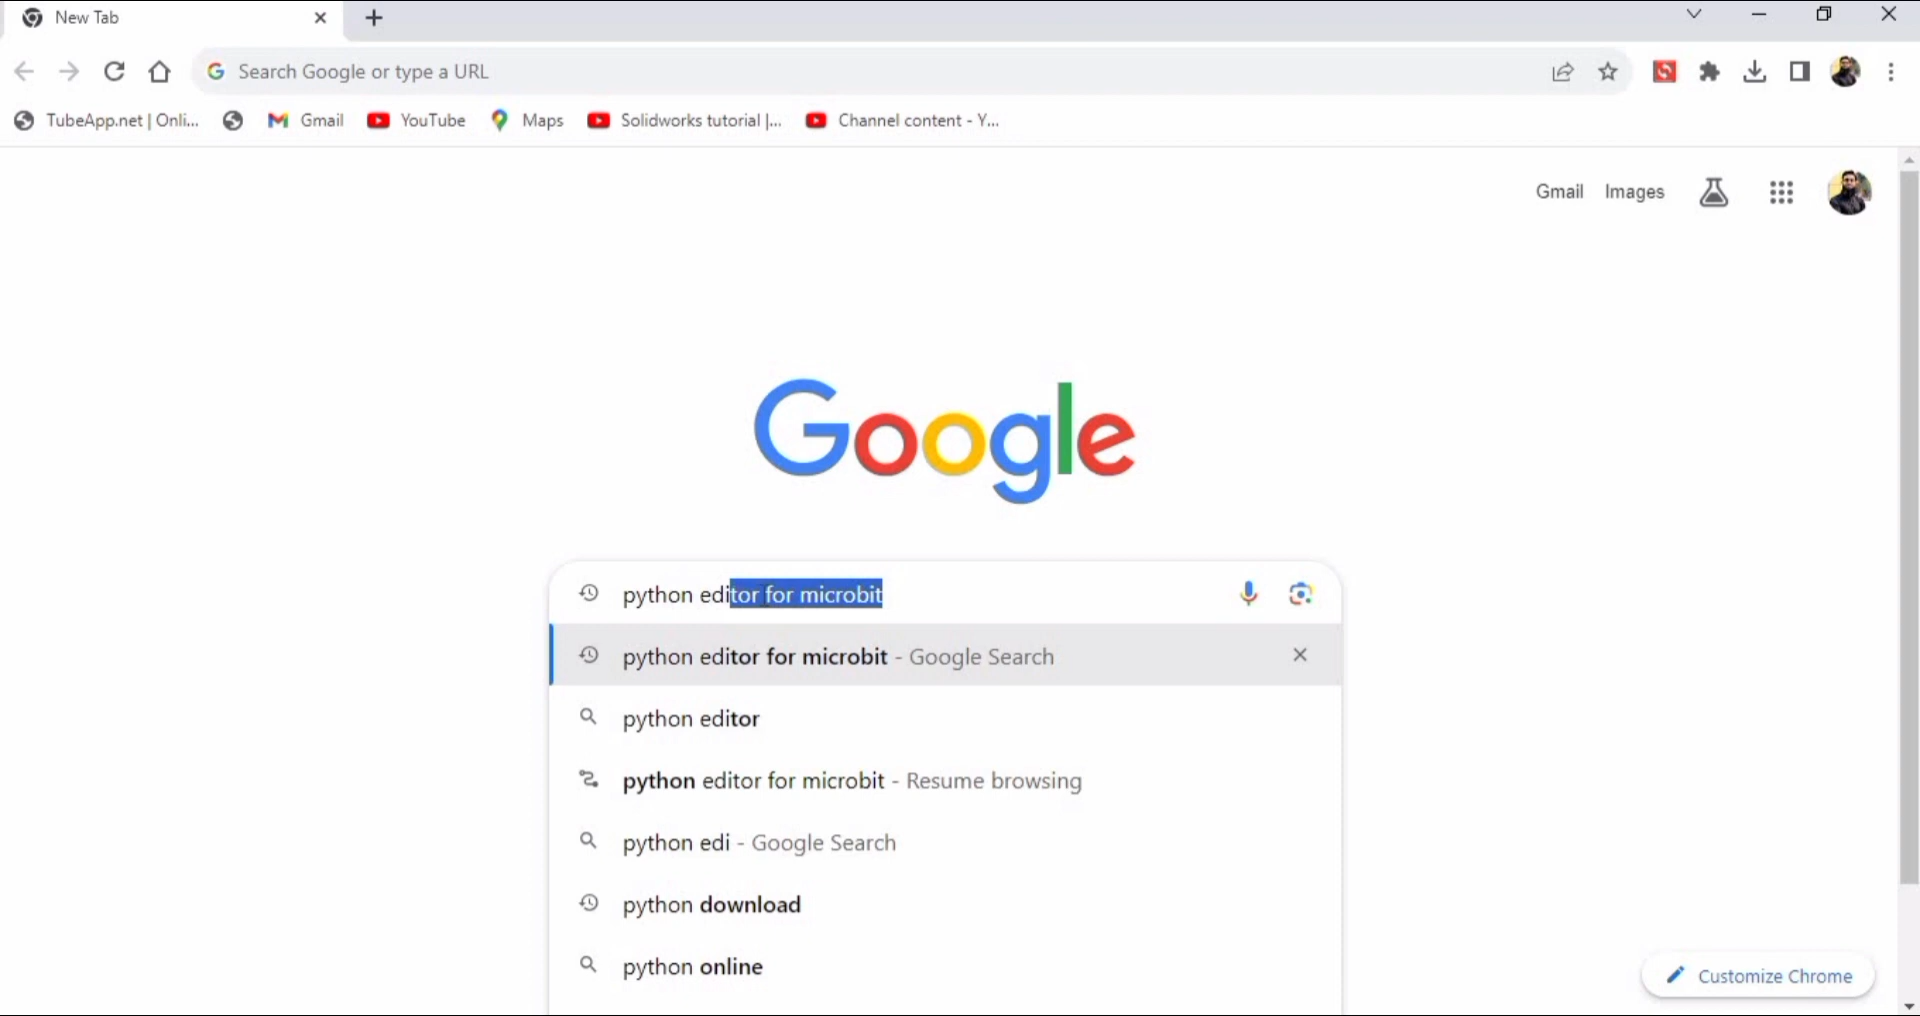 New Tab
Search Google or type a URL
TubeApp.net | Onli... Gmail YouTube Maps Solidworks tutorial |... Channel content - Y...
Gmail Images
Google
python editor for microbit
python editor for microbit - Google Search
python editor
python editor for microbit - Resume browsing
python edi - Google Search
python download
python online
Customize Chrome